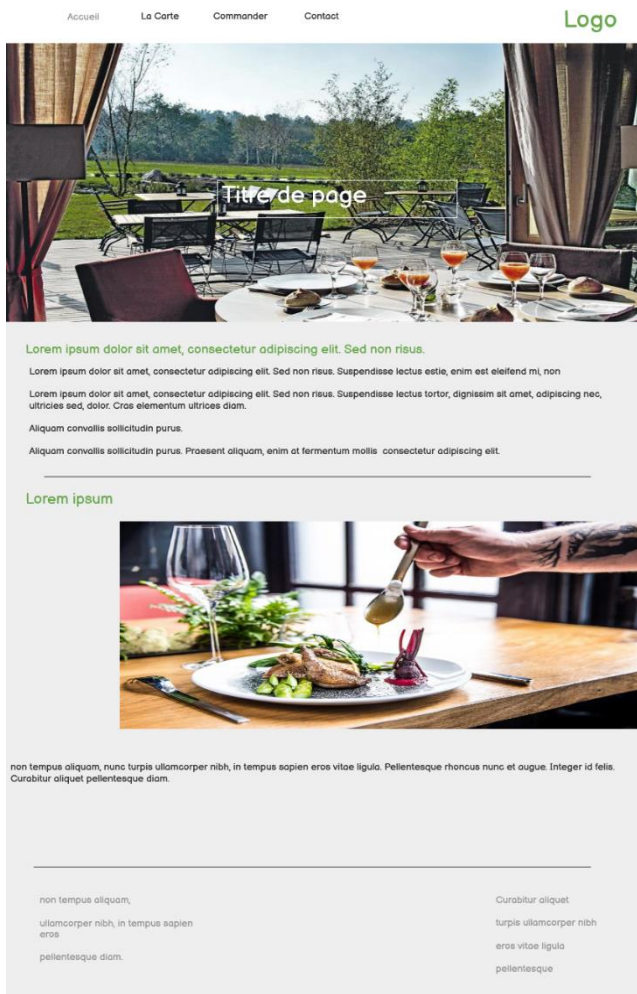 Accueil La Carte Commander Contact Logo
Titre de page
Lorem ipsum dolor sit amet, consectetur adipiscing elit. Sed non risus.
Lorem ipsum dolor sit amet, consectetur adipiscing elit. Sed non risus. Suspendisse lectus estie, enim est eleifend mi, non
Lorem ipsum dolor sit amet, consectetur adipiscing elit. Sed non risus. Suspendisse lectus tortor, dignissim sit amet, adipiscing nec,
ultricies sed, dolor. Cras elementum ultrices diam.
Aliquam convallis sollicitudin purus.
Aliquam convallis sollicitudin purus. Praesent aliquam, enim at fermentum mollis consectetur adipiscing elit.
Lorem ipsum
non tempus aliquam, nunc turpis ullamcorper nibh, in tempus sapien eros vitae ligula. Pellentesque rhoncus nunc et augue. Integer id felis.
Curabitur aliquet pellentesque diam.
non tempus aliquam,
ullamcorper nibh, in tempus sapien
eros
pellentesque diam.
Curabitur aliquet
turpis ullamcorper nibh
eros vitae ligula
pellentesque